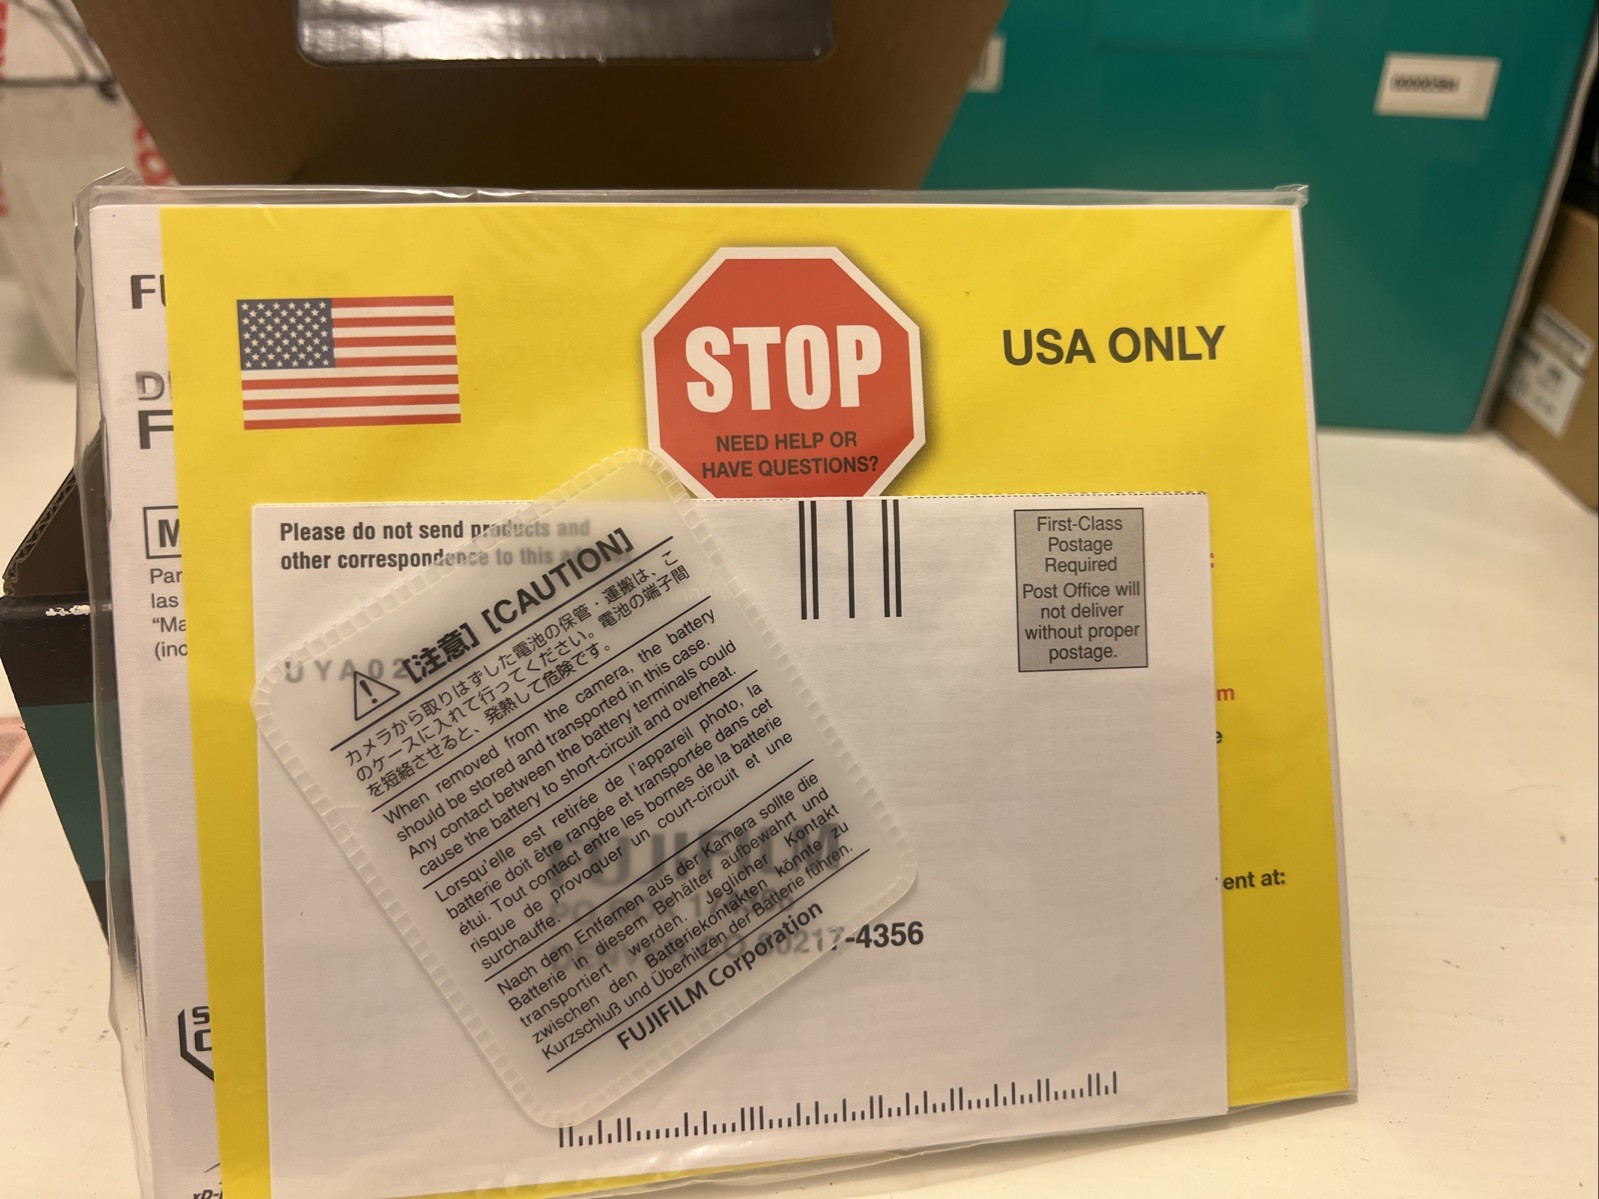 STOP
NEED HELP OR
HAVE QUESTIONS?
USA ONLY
Please do not send products and
other correspondence to this
First-Class
Postage
Required
Post Office will
not deliver
without proper
postage.
UYA02
[注意] [CAUTION]
カメラから取りはずした電池の保管・運搬は、こ
のケースに入れて行ってください。電池の端子間
を短絡させると、発熱して危険です。
When removed from the camera, the battery
should be stored and transported in this case.
Any contact between the battery terminals could
cause the battery to short-circuit and overheat.
Lorsqu'elle est retirée de l'appareil photo, la
batterie doit être rangée et transportée dans cet
étui. Tout contact entre les bornes de la batterie
risque de provoquer un court-circuit et une
surchauffe.
Nach dem Entfernen aus der Kamera sollte die
Batterie in diesem Behälter aufbewahrt und
transportiert werden. Jeglicher Kontakt
zwischen den Batteriekontakten könnte zu
Kurzschluß und Überhitzen der Batterie führen.
FUJIFILM Corporation
FUJIFILM
DENVER CO 80217-4356
ent at:
Par
las
“Ma
(inc